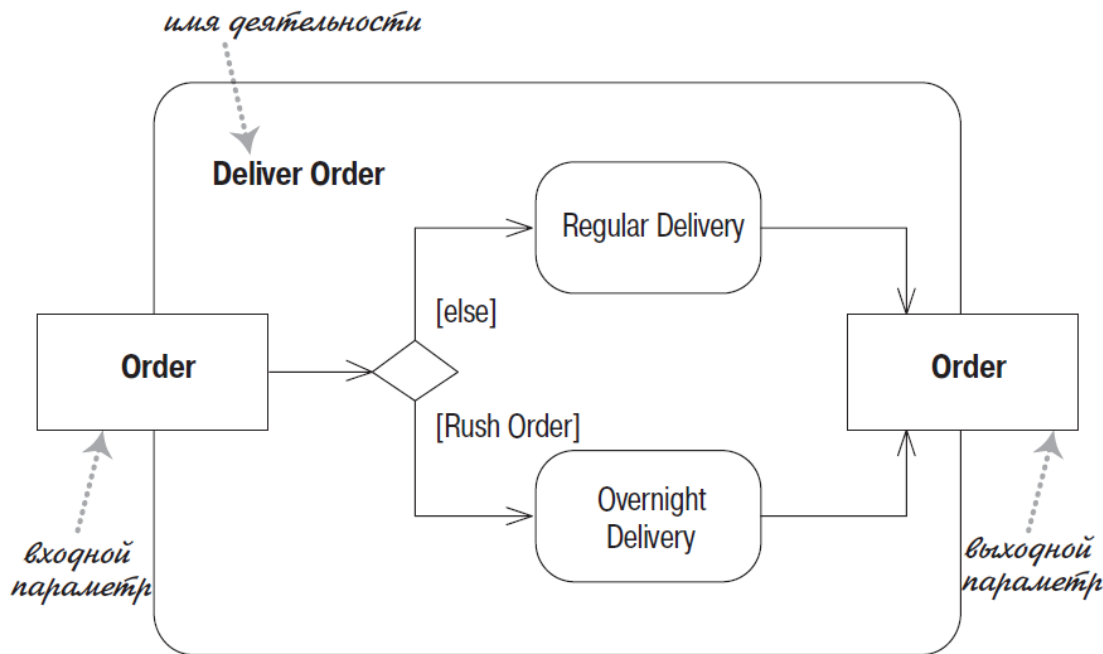 имя деятельности
Deliver Order
Regular Delivery
[else]
Order
Order
[Rush Order]
Overnight
Delivery
входной
параметр
выходной
параметр